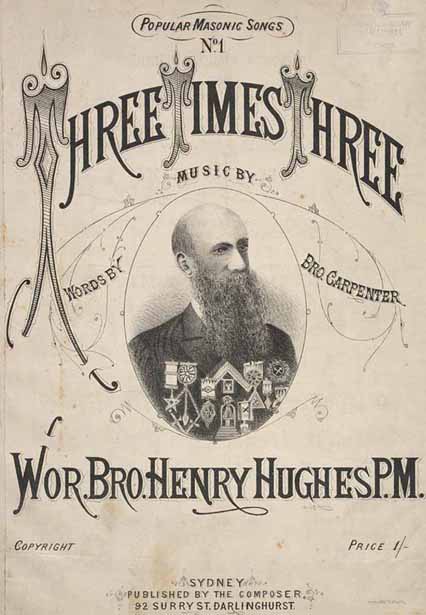 POPULAR MASONIC SONGS
No. 1
THREE TIMES THREE
MUSIC BY
WORDS BY
BRO. CARPENTER
WOR. BRO. HENRY HUGHES P.M.
COPYRIGHT
PRICE 1/-
SYDNEY
PUBLISHED BY THE COMPOSER.
92 SURRY ST. DARLINGHURST